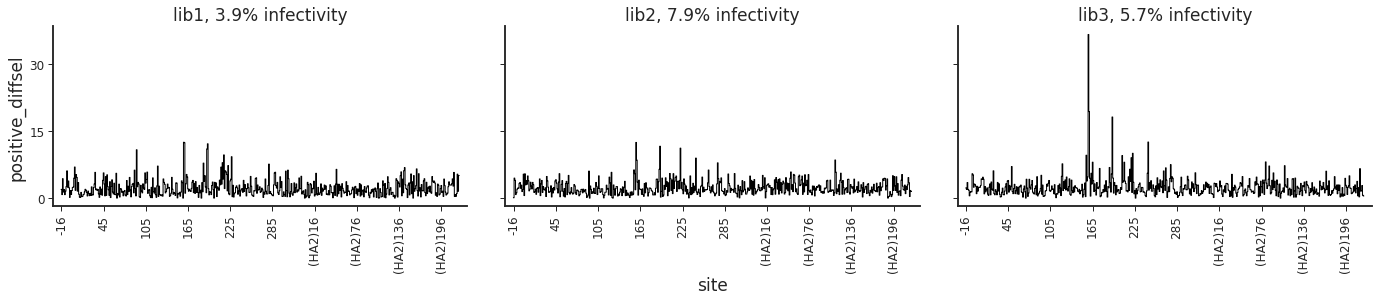 lib1, 3.9% infectivity
lib2, 7.9% infectivity
lib3, 5.7% infectivity
positive_diffsel
30
15
0
-16 45 105 165 225 285 (HA2)16 (HA2)76 (HA2)136 (HA2)196
-16 45 105 165 225 285 (HA2)16 (HA2)76 (HA2)136 (HA2)196
-16 45 105 165 225 285 (HA2)16 (HA2)76 (HA2)136 (HA2)196
site